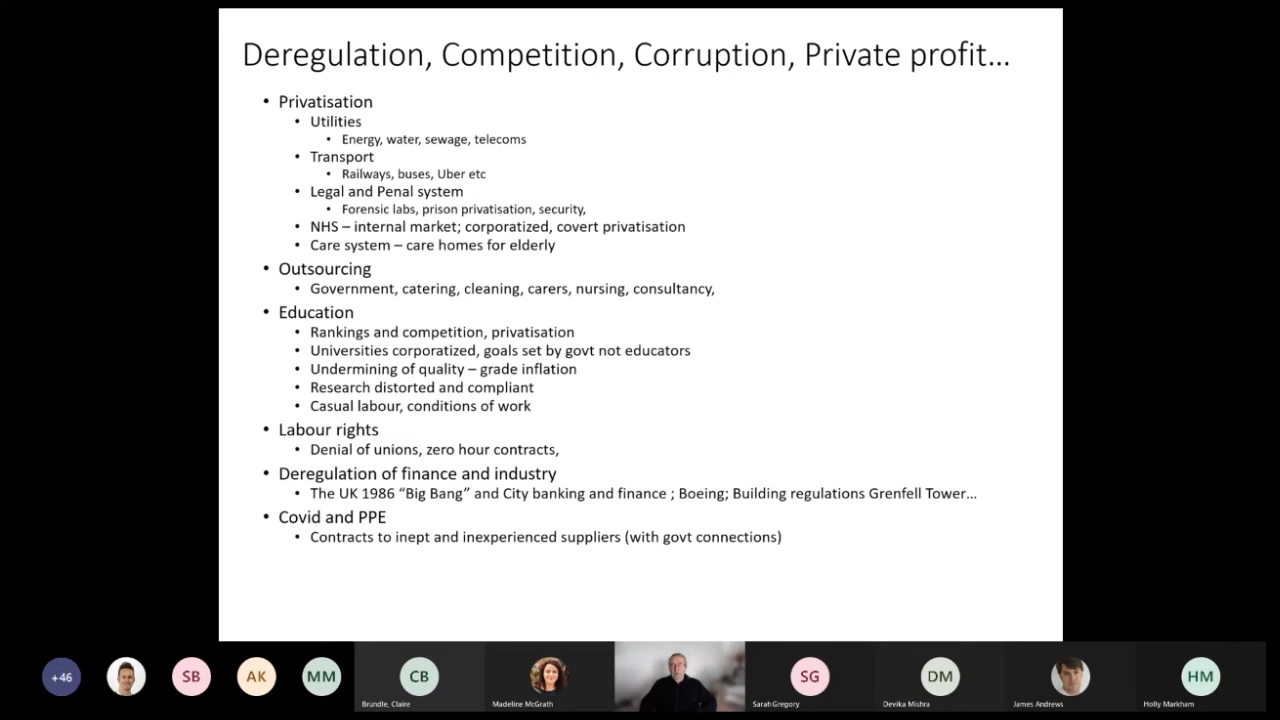 Deregulation, Competition, Corruption, Private profit...
• Privatisation
• Utilities
• Energy, water, sewage, telecoms
• Transport
• Railways, buses, Uber etc
• Legal and Penal system
• Forensic labs, prison privatisation, security,
• NHS – internal market; corporatized, covert privatisation
• Care system – care homes for elderly
• Outsourcing
• Government, catering, cleaning, carers, nursing, consultancy,
• Education
• Rankings and competition, privatisation
• Universities corporatized, goals set by govt not educators
• Undermining of quality – grade inflation
• Research distorted and compliant
• Casual labour, conditions of work
• Labour rights
• Denial of unions, zero hour contracts,
• Deregulation of finance and industry
• The UK 1986 “Big Bang” and City banking and finance ; Boeing; Building regulations Grenfell Tower...
• Covid and PPE
• Contracts to inept and inexperienced suppliers (with govt connections)
+46 SB AK MM CB SG DM HM
Brundle, Claire Madeline McGrath Sarah Gregory Devika Mishra James Andrews Holly Markham